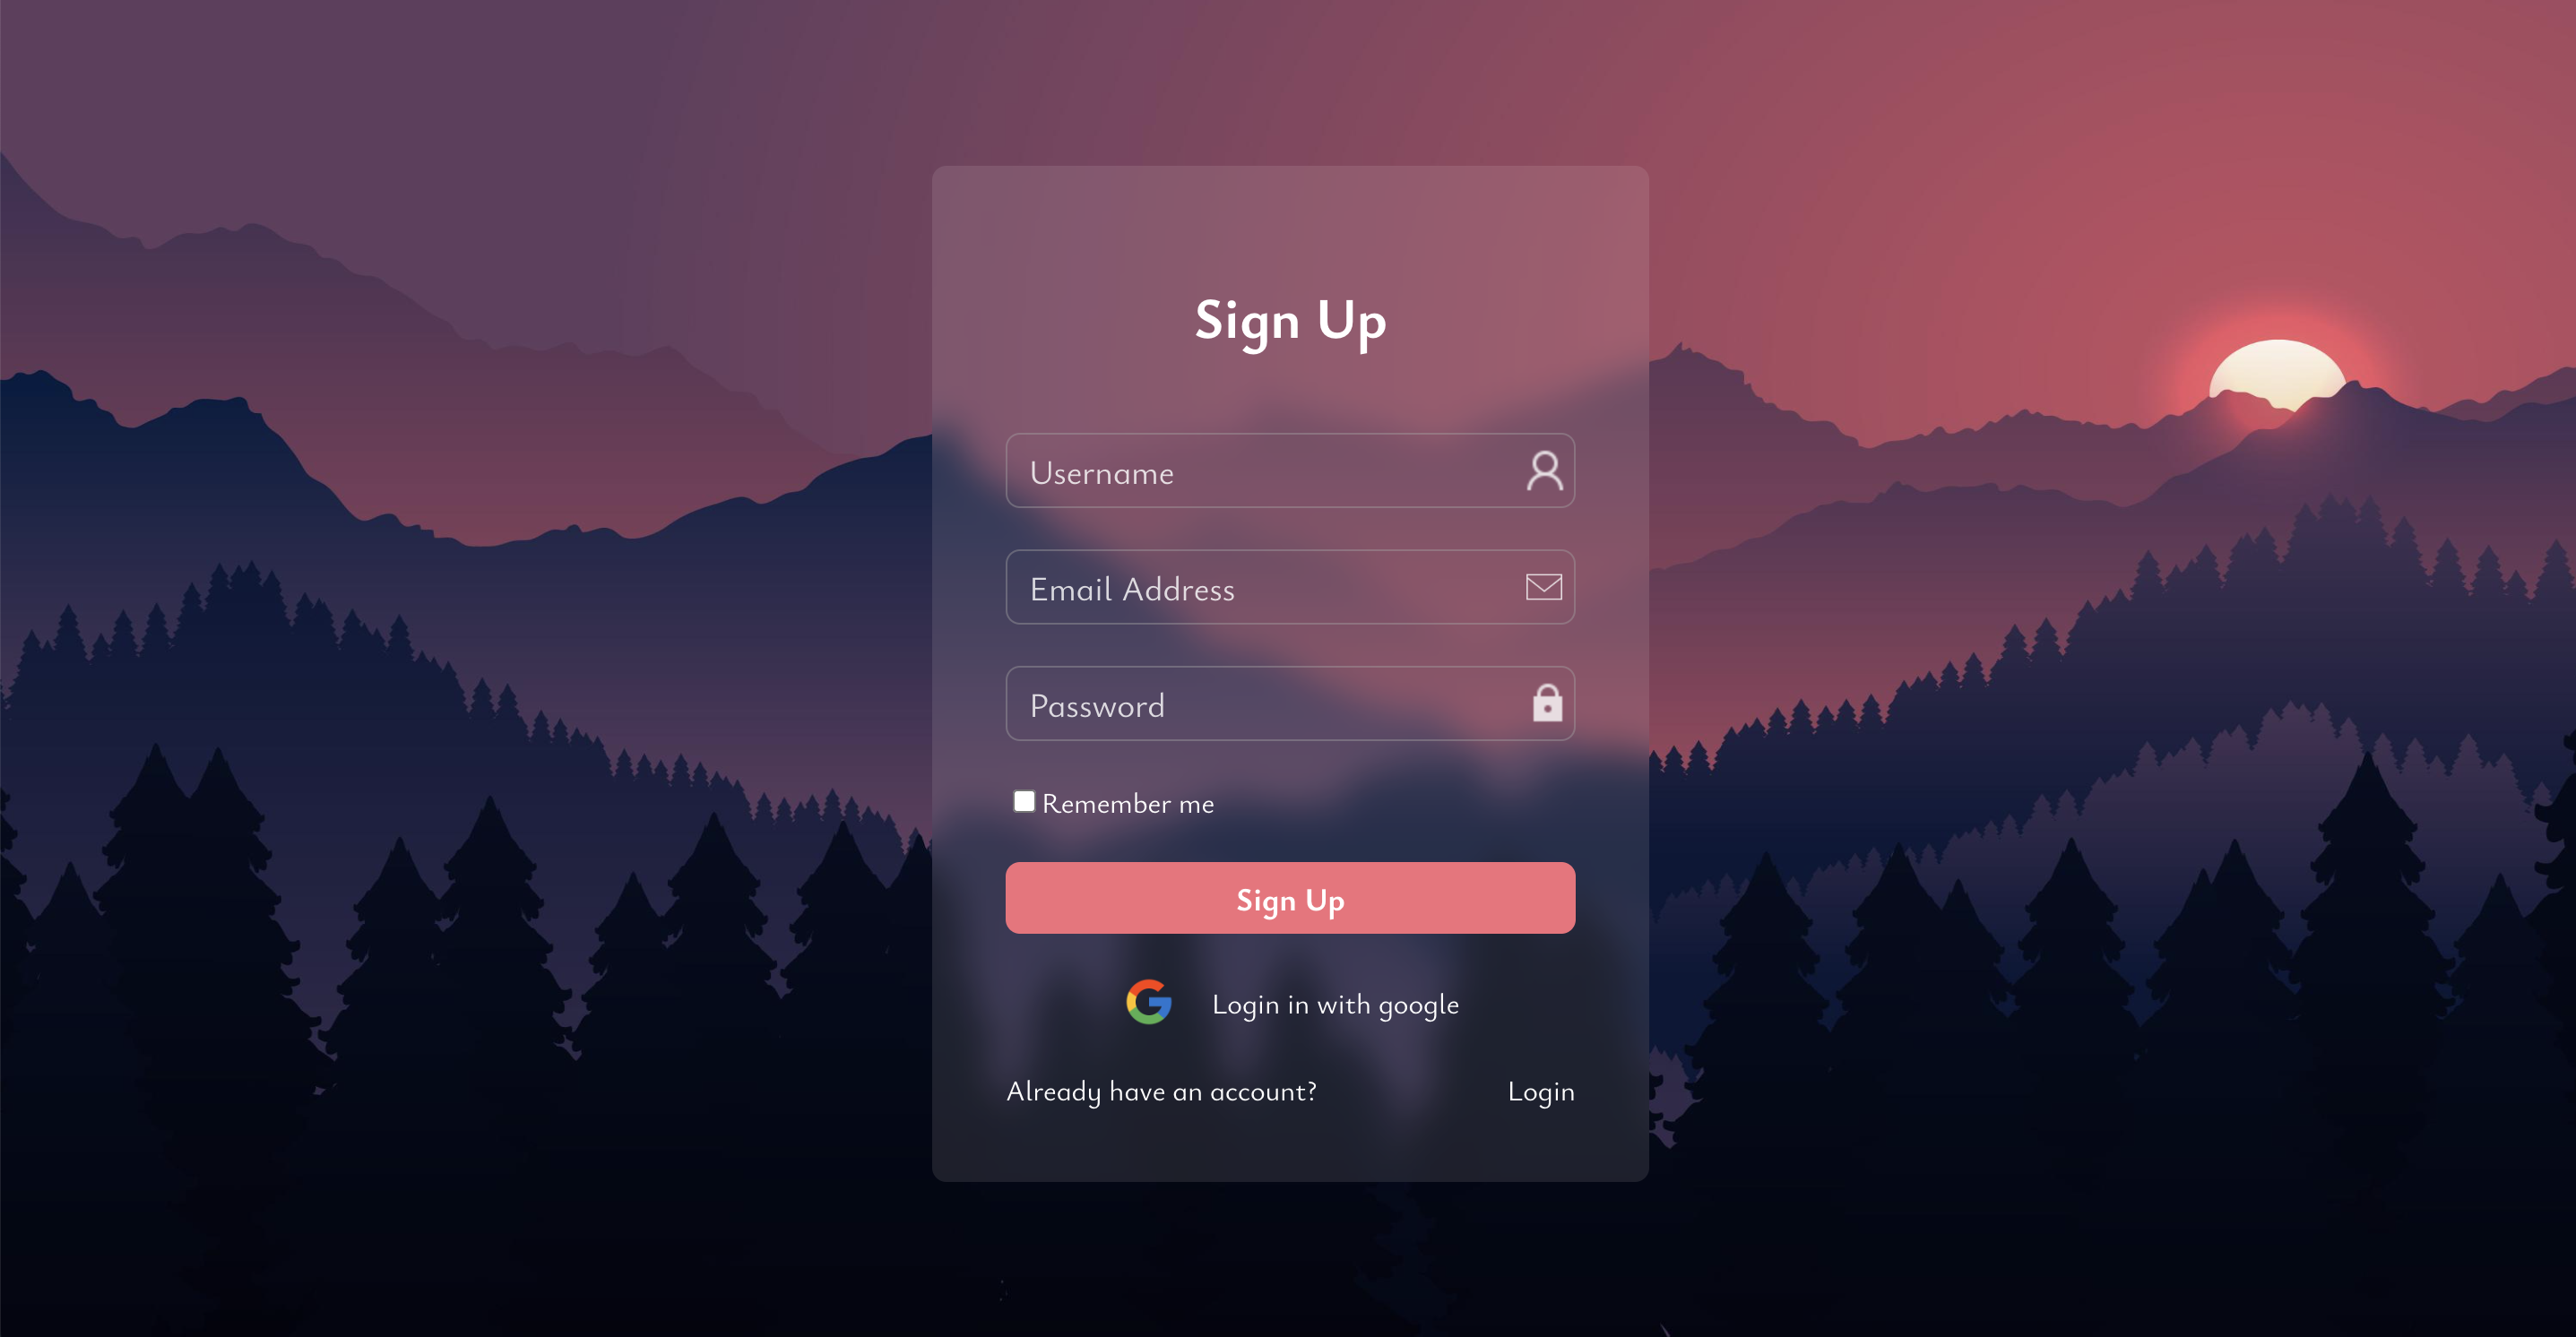 Sign Up
Username
Email Address
Password
Remember me
Sign Up
Login in with google
Already have an account? Login